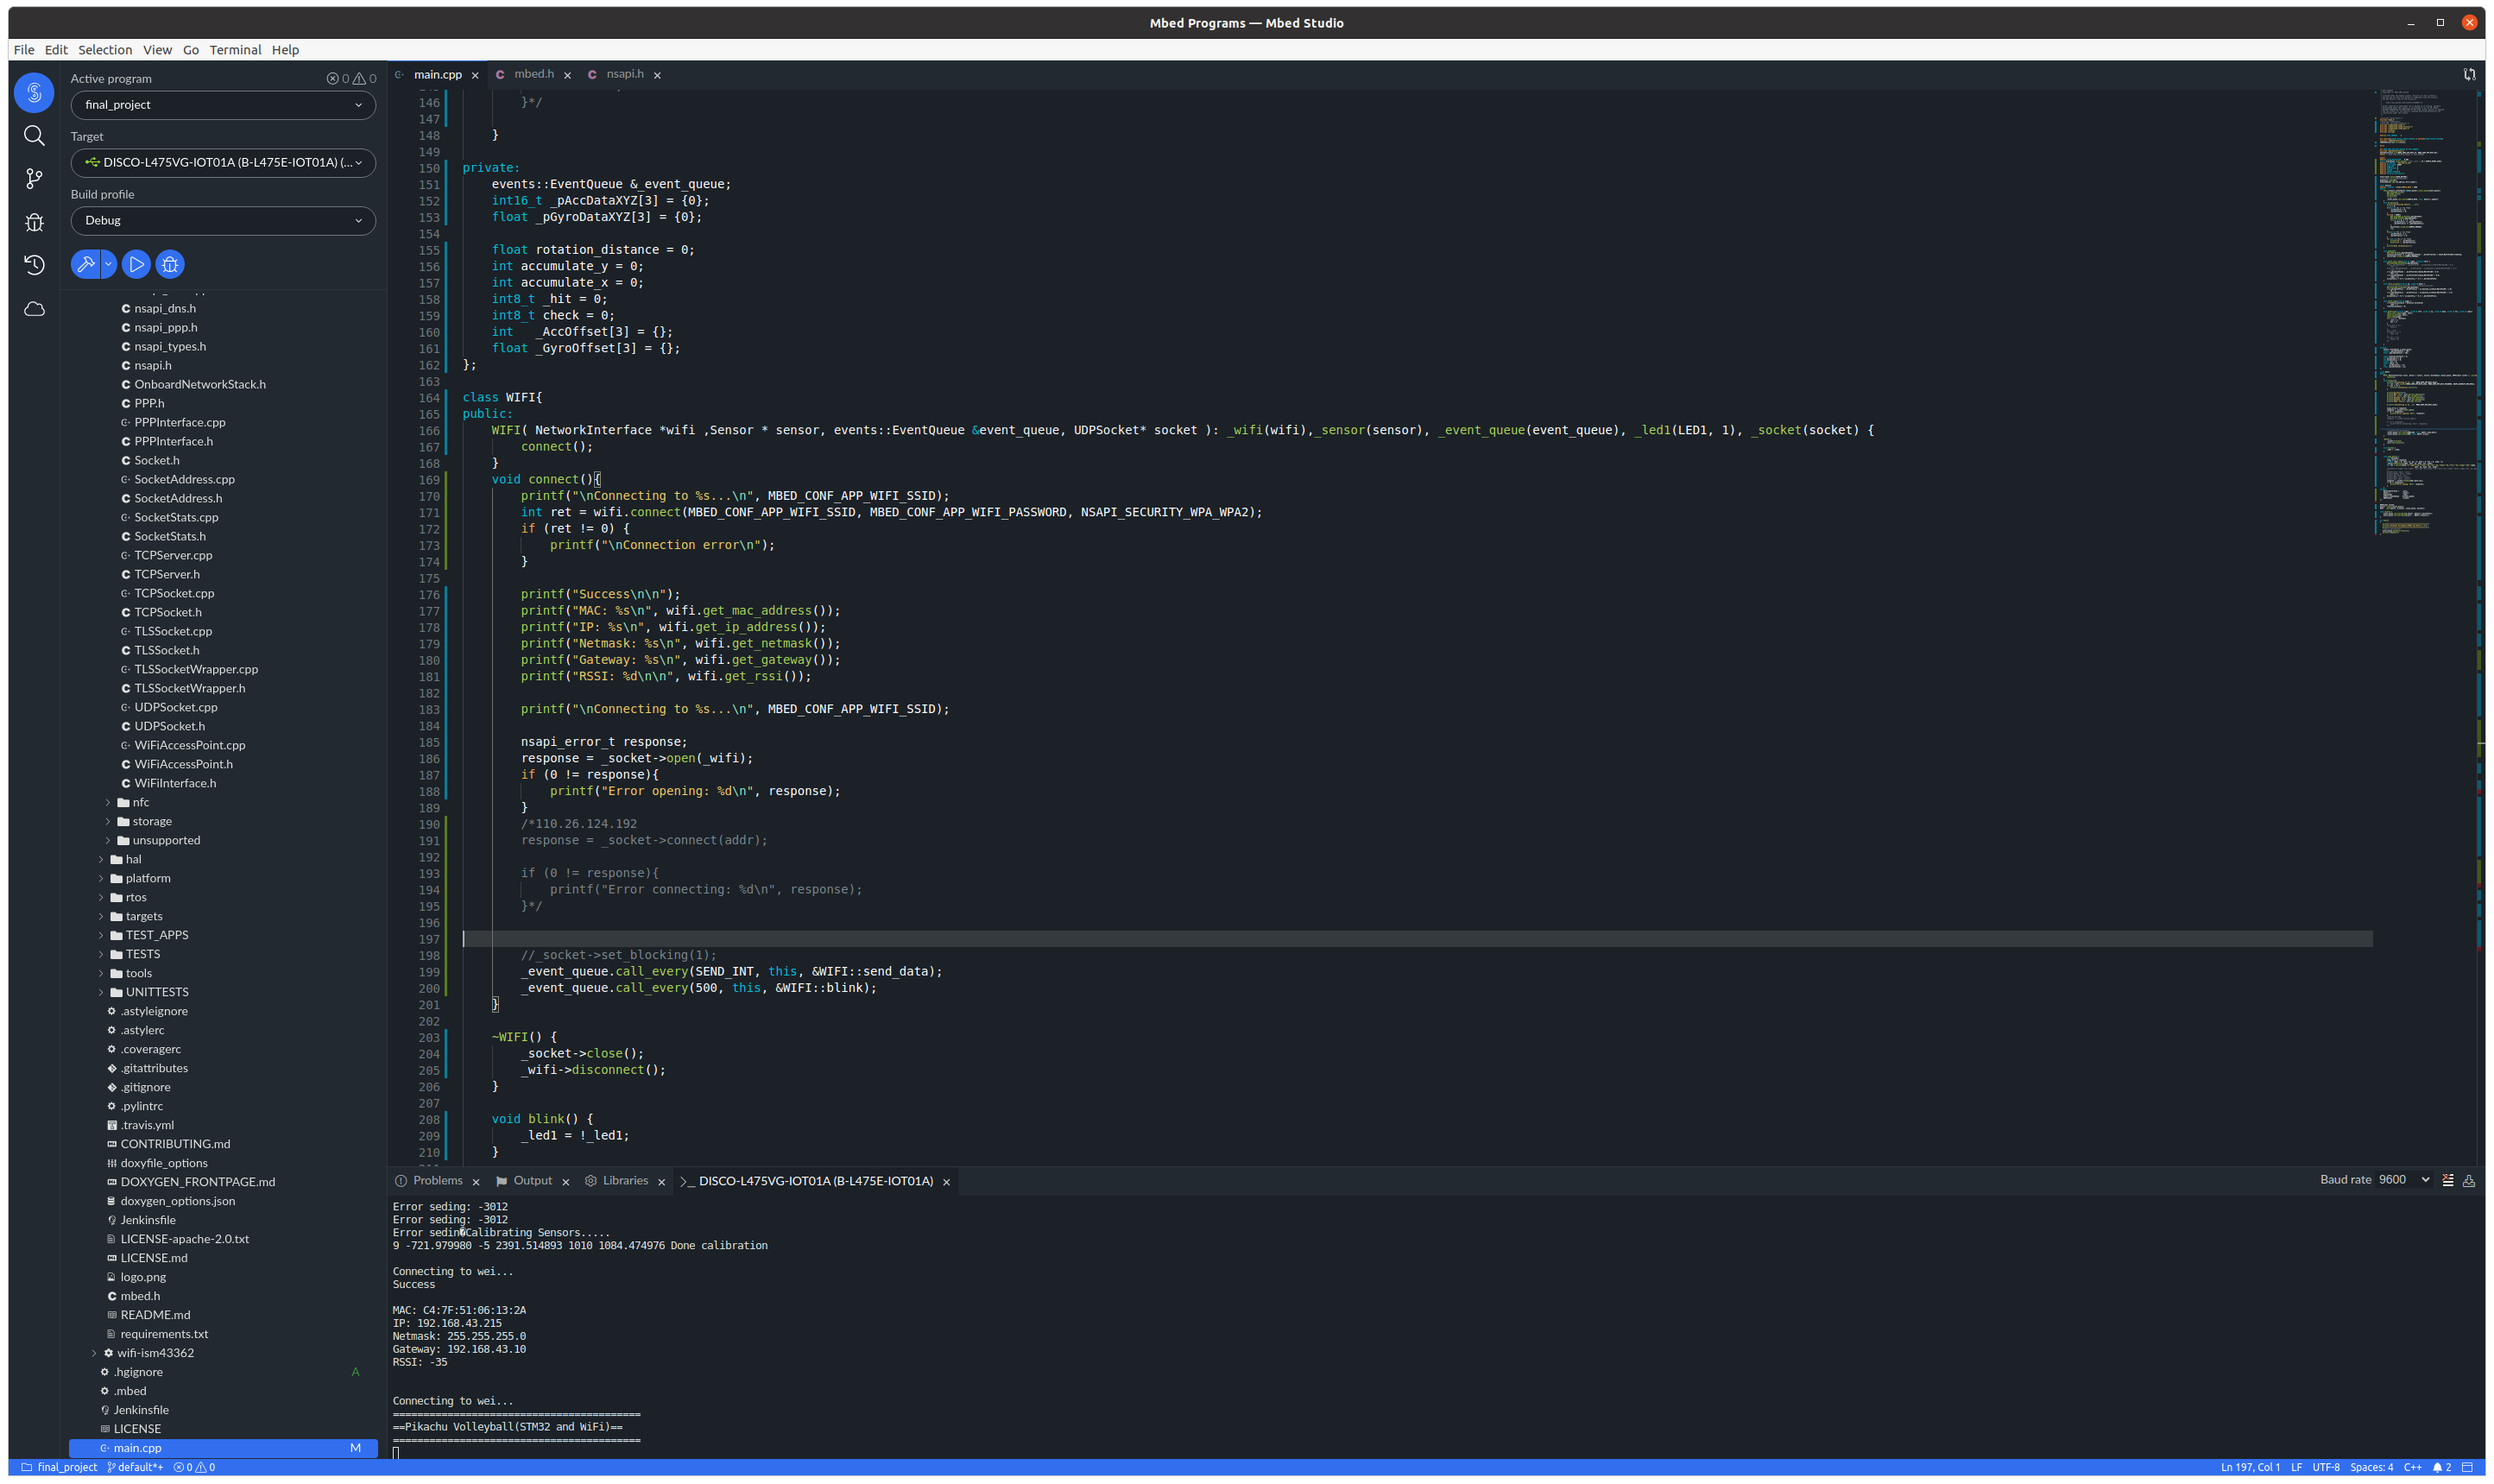 Mbed Programs — Mbed Studio
File Edit Selection View Go Terminal Help
Active program
0 0
final_project
Target
DISCO-L475VG-IOT01A (B-L475E-IOT01A) (...
Build profile
Debug
nsapi_dns.h
nsapi_ppp.h
nsapi_types.h
nsapi.h
OnboardNetworkStack.h
PPP.h
PPPInterface.cpp
PPPInterface.h
Socket.h
SocketAddress.cpp
SocketAddress.h
SocketStats.cpp
SocketStats.h
TCPServer.cpp
TCPServer.h
TCPSocket.cpp
TCPSocket.h
TLSSocket.cpp
TLSSocket.h
TLSSocketWrapper.cpp
TLSSocketWrapper.h
UDPSocket.cpp
UDPSocket.h
WiFiAccessPoint.cpp
WiFiAccessPoint.h
WiFiInterface.h
nfc
storage
unsupported
hal
platform
rtos
targets
TEST_APPS
TESTS
tools
UNITTESTS
.astyleignore
.astylerc
.coveragerc
.gitattributes
.gitignore
.pylintrc
.travis.yml
CONTRIBUTING.md
doxyfile_options
DOXYGEN_FRONTPAGE.md
doxygen_options.json
Jenkinsfile
LICENSE-apache-2.0.txt
LICENSE.md
logo.png
mbed.h
README.md
requirements.txt
wifi-ism43362
.hgignore A
.mbed
Jenkinsfile
LICENSE
main.cpp M
main.cpp mbed.h nsapi.h
146 }*/
147
148 }
149
150 private:
151 events::EventQueue &_event_queue;
152 int16_t _pAccDataXYZ[3] = {0};
153 float _pGyroDataXYZ[3] = {0};
154
155 float rotation_distance = 0;
156 int accumulate_y = 0;
157 int accumulate_x = 0;
158 int8_t _hit = 0;
159 int8_t check = 0;
160 int _AccOffset[3] = {};
161 float _GyroOffset[3] = {};
162 };
163
164 class WIFI{
165 public:
166 WIFI( NetworkInterface *wifi ,Sensor * sensor, events::EventQueue &event_queue, UDPSocket* socket ): _wifi(wifi),_sensor(sensor), _event_queue(event_queue), _led1(LED1, 1), _socket(socket) {
167 connect();
168 }
169 void connect(){
170 printf("\nConnecting to %s...\n", MBED_CONF_APP_WIFI_SSID);
171 int ret = wifi.connect(MBED_CONF_APP_WIFI_SSID, MBED_CONF_APP_WIFI_PASSWORD, NSAPI_SECURITY_WPA_WPA2);
172 if (ret != 0) {
173 printf("\nConnection error\n");
174 }
175
176 printf("Success\n\n");
177 printf("MAC: %s\n", wifi.get_mac_address());
178 printf("IP: %s\n", wifi.get_ip_address());
179 printf("Netmask: %s\n", wifi.get_netmask());
180 printf("Gateway: %s\n", wifi.get_gateway());
181 printf("RSSI: %d\n\n", wifi.get_rssi());
182
183 printf("\nConnecting to %s...\n", MBED_CONF_APP_WIFI_SSID);
184
185 nsapi_error_t response;
186 response = _socket->open(_wifi);
187 if (0 != response){
188 printf("Error opening: %d\n", response);
189 }
190 /*110.26.124.192
191 response = _socket->connect(addr);
192
193 if (0 != response){
194 printf("Error connecting: %d\n", response);
195 }*/
196
197
198 //_socket->set_blocking(1);
199 _event_queue.call_every(SEND_INT, this, &WIFI::send_data);
200 _event_queue.call_every(500, this, &WIFI::blink);
201 }
202
203 ~WIFI() {
204 _socket->close();
205 _wifi->disconnect();
206 }
207
208 void blink() {
209 _led1 = !_led1;
210 }
Problems Output Libraries DISCO-L475VG-IOT01A (B-L475E-IOT01A) Baud rate 9600
Error seding: -3012
Error seding: -3012
Error sedin�Calibrating Sensors.....
9 -721.979980 -5 2391.514893 1010 1084.474976 Done calibration
Connecting to wei...
Success
MAC: C4:7F:51:06:13:2A
IP: 192.168.43.215
Netmask: 255.255.255.0
Gateway: 192.168.43.10
RSSI: -35
Connecting to wei...
=========================================
==Pikachu Volleyball(STM32 and WiFi)==
=========================================
final_project default*+ 0 0 Ln 197, Col 1 LF UTF-8 Spaces: 4 C++ 2